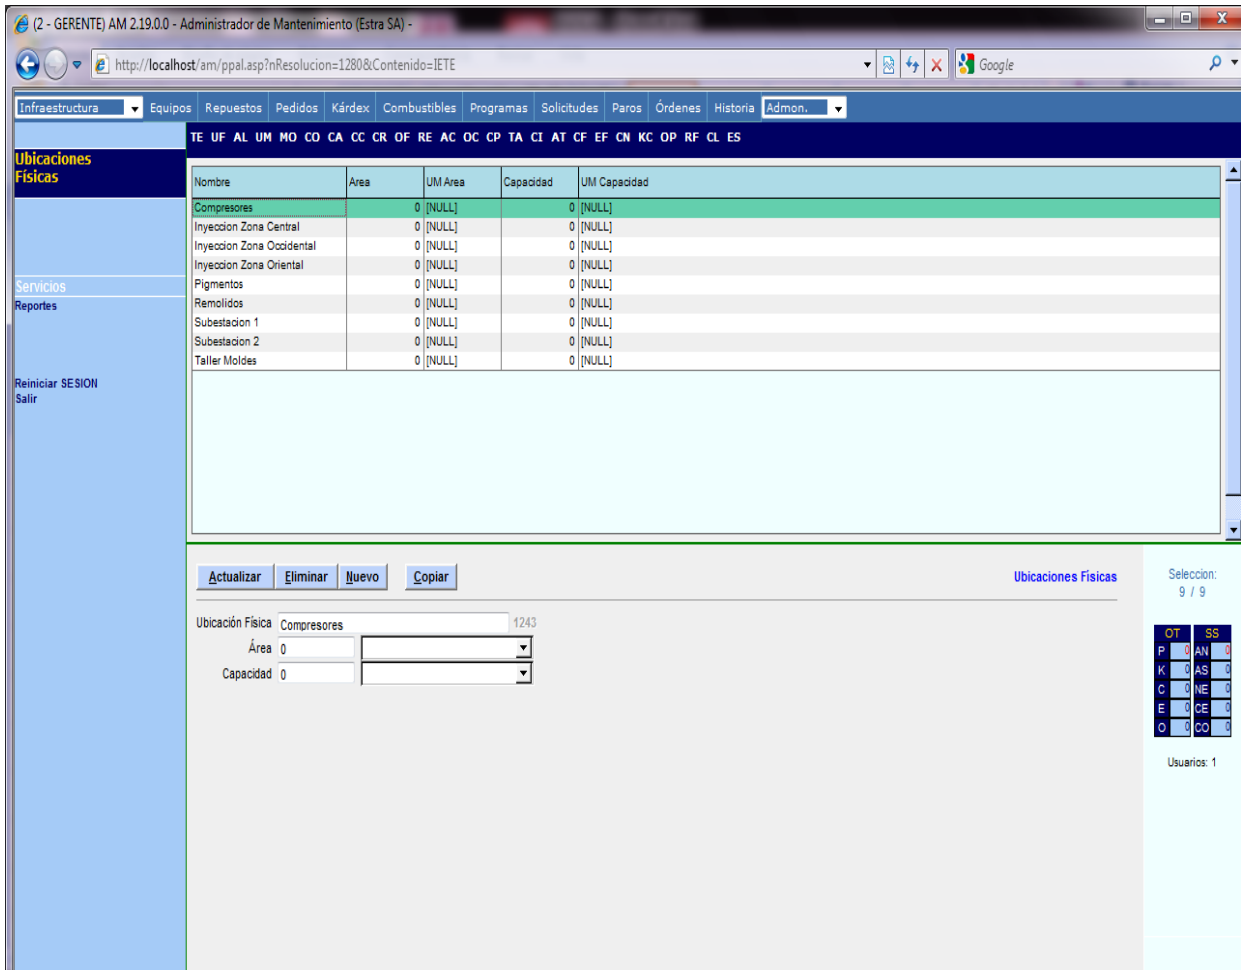 (2 - GERENTE) AM 2.19.0.0 - Administrador de Mantenimiento (Estra SA) -
http://localhost/am/ppal.asp?nResolucion=1280&Contenido=IETE
Google
Infraestructura Equipos Repuestos Pedidos Kárdex Combustibles Programas Solicitudes Paros Órdenes Historia Admon.
TE UF AL UM MO CO CA CC CR OF RE AC OC CP TA CI AT CF EF CN KC OP RF CL ES
Ubicaciones
Físicas
Servicios
Reportes
Reiniciar SESION
Salir
Nombre Area UM Area Capacidad UM Capacidad
Compresores 0 [NULL] 0 [NULL]
Inyeccion Zona Central 0 [NULL] 0 [NULL]
Inyeccion Zona Occidental 0 [NULL] 0 [NULL]
Inyeccion Zona Oriental 0 [NULL] 0 [NULL]
Pigmentos 0 [NULL] 0 [NULL]
Remolidos 0 [NULL] 0 [NULL]
Subestacion 1 0 [NULL] 0 [NULL]
Subestacion 2 0 [NULL] 0 [NULL]
Taller Moldes 0 [NULL] 0 [NULL]
Actualizar Eliminar Nuevo Copiar Ubicaciones Físicas
Ubicación Física Compresores 1243
Área 0
Capacidad 0
Seleccion:
9 / 9
OT SS
P 0 AN 0
K 0 AS 0
C 0 NE 0
E 0 CE 0
O 0 CO 0
Usuarios: 1